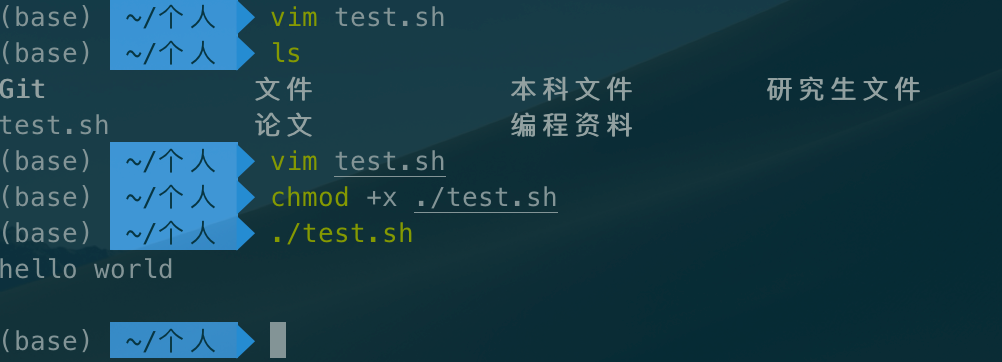 (base) ~/个人 vim test.sh
(base) ~/个人 ls
Git 文件 本科文件 研究生文件
test.sh 论文 编程资料
(base) ~/个人 vim test.sh
(base) ~/个人 chmod +x ./test.sh
(base) ~/个人 ./test.sh
hello world
(base) ~/个人